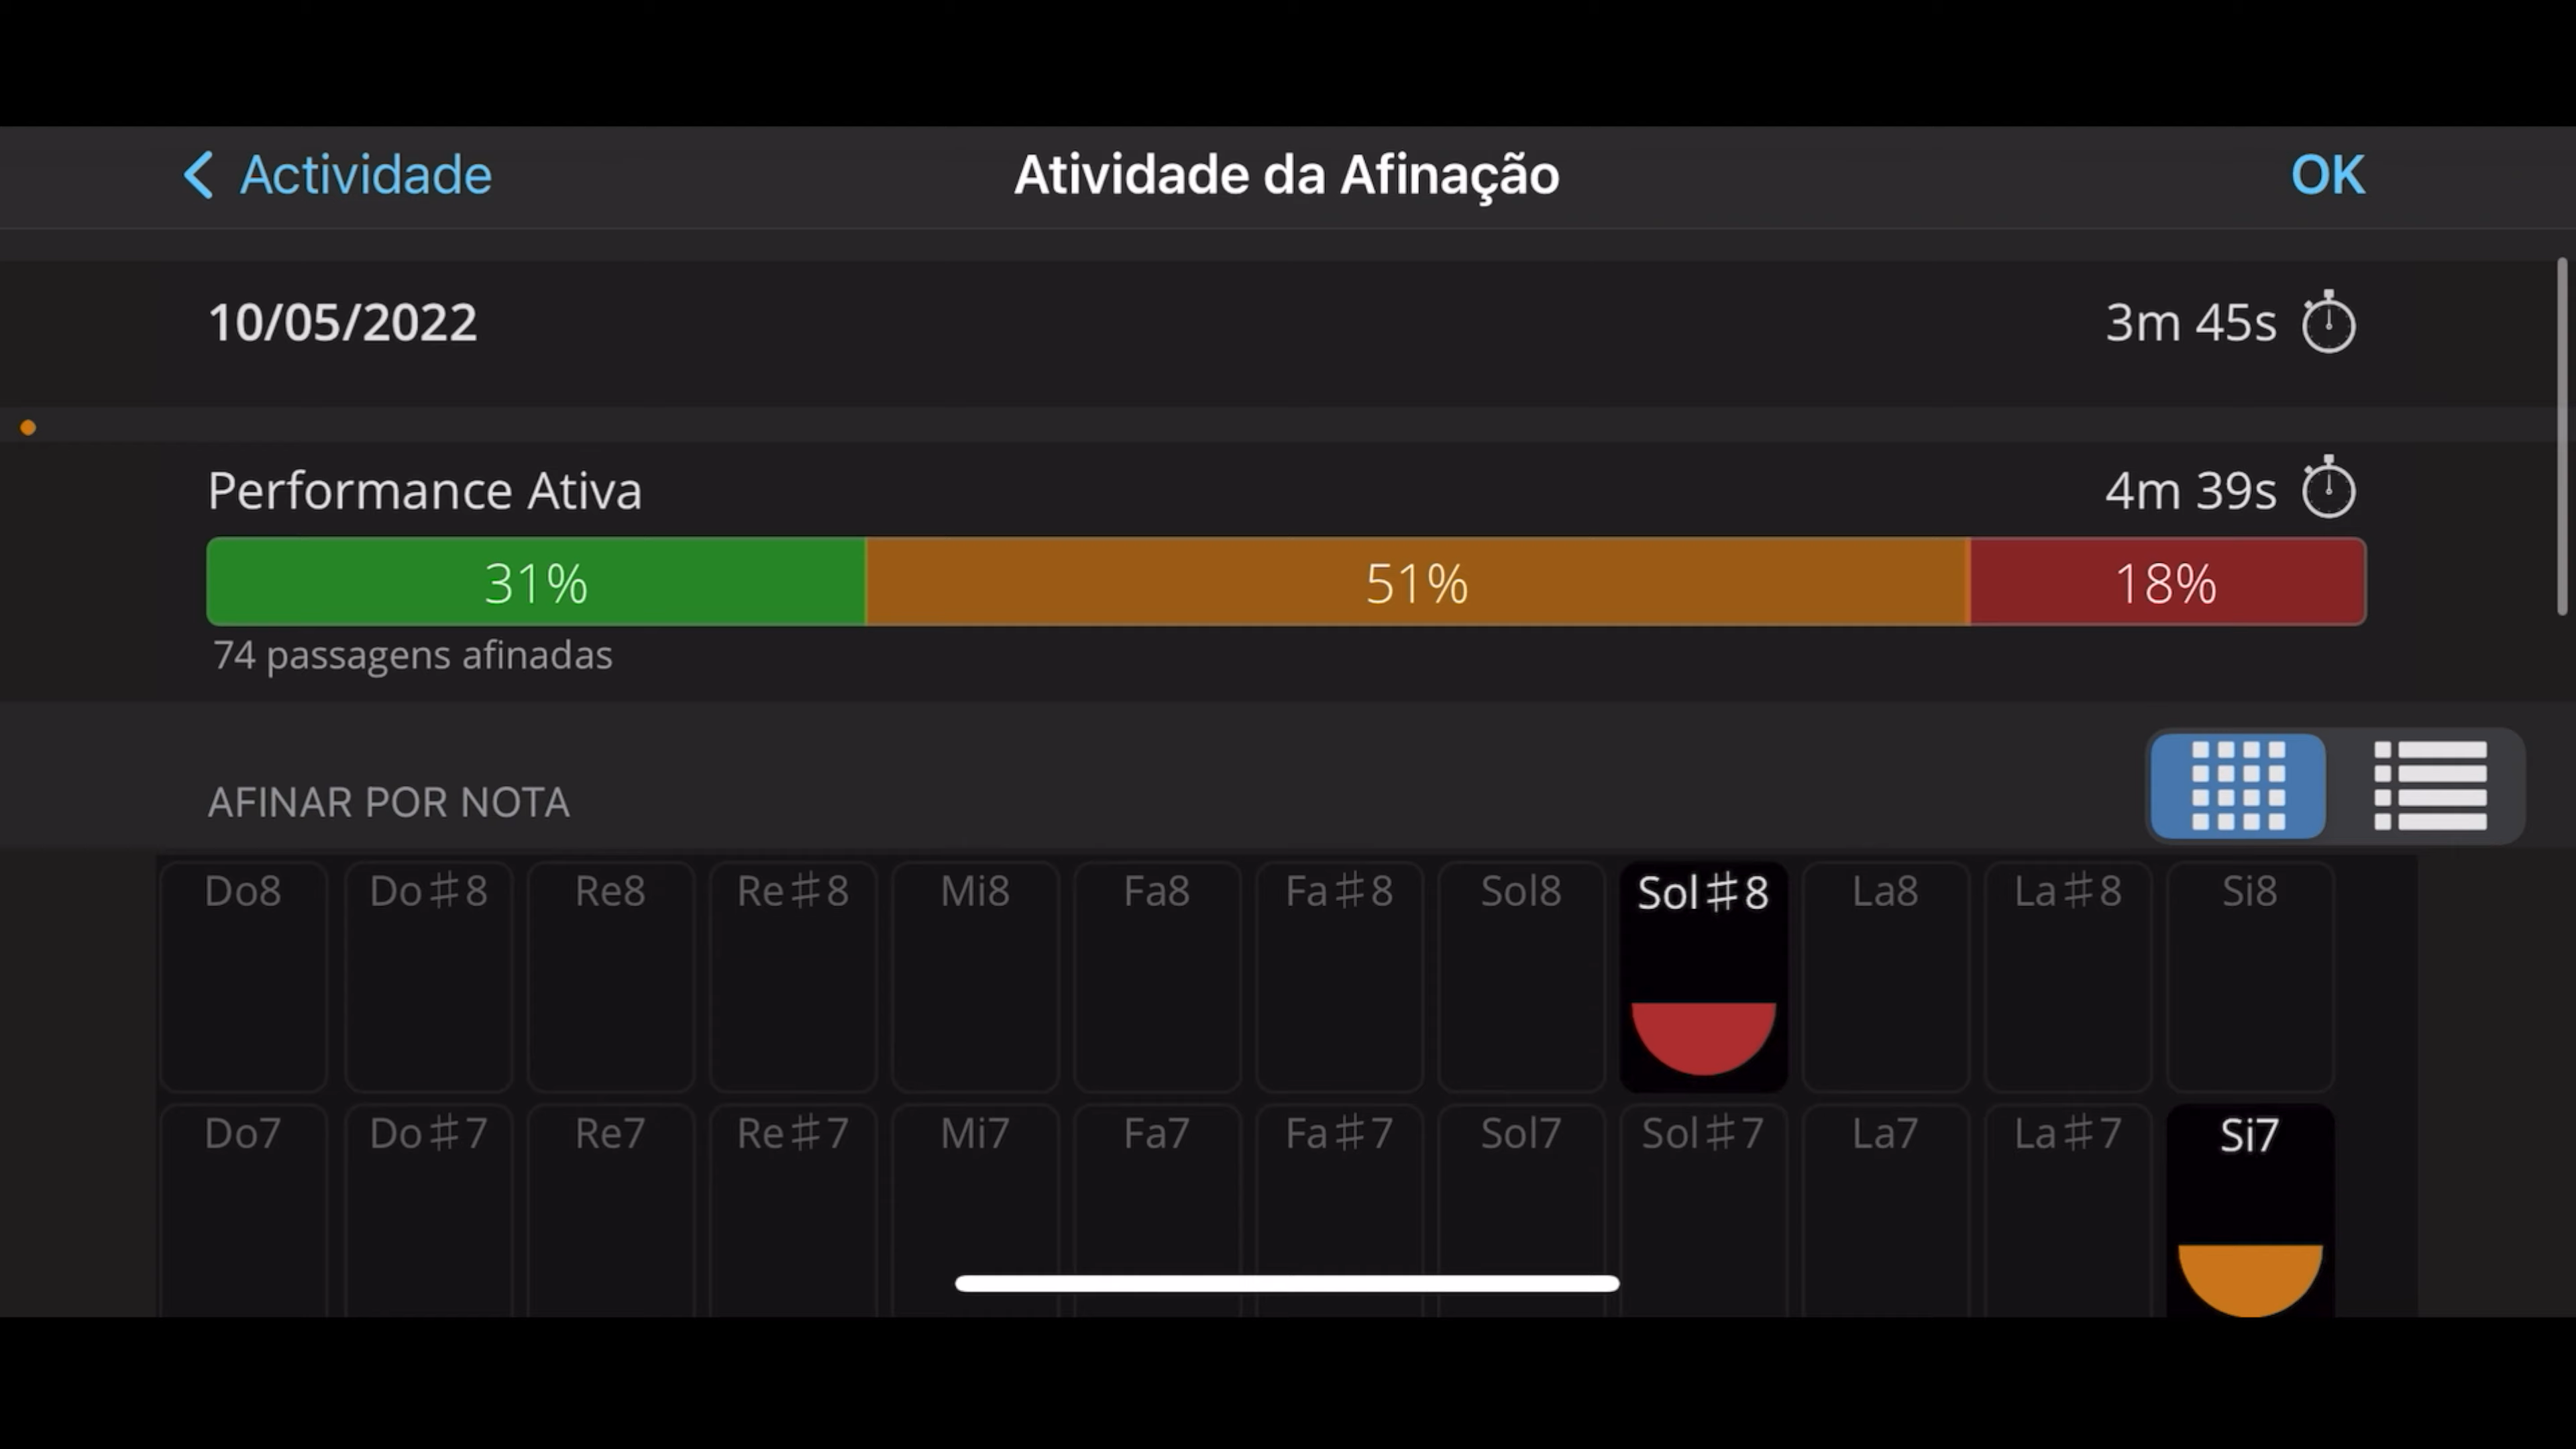 Actividade
Atividade da Afinação
OK
10/05/2022
3m 45s
Performance Ativa
4m 39s
31% 51% 18%
74 passagens afinadas
AFINAR POR NOTA
Do8 Do♯8 Re8 Re♯8 Mi8 Fa8 Fa♯8 Sol8 Sol♯8 La8 La♯8 Si8
Do7 Do♯7 Re7 Re♯7 Mi7 Fa7 Fa♯7 Sol7 Sol♯7 La7 La♯7 Si7